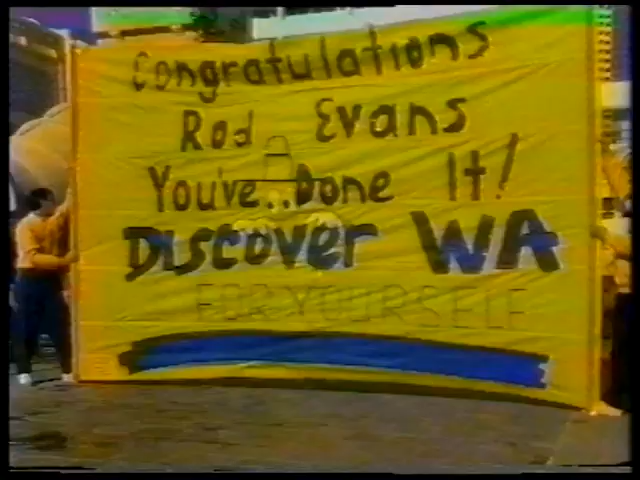 Congratulations
Rod Evans
You've..Done It!
DISCOVER WA
FOR YOURSELF